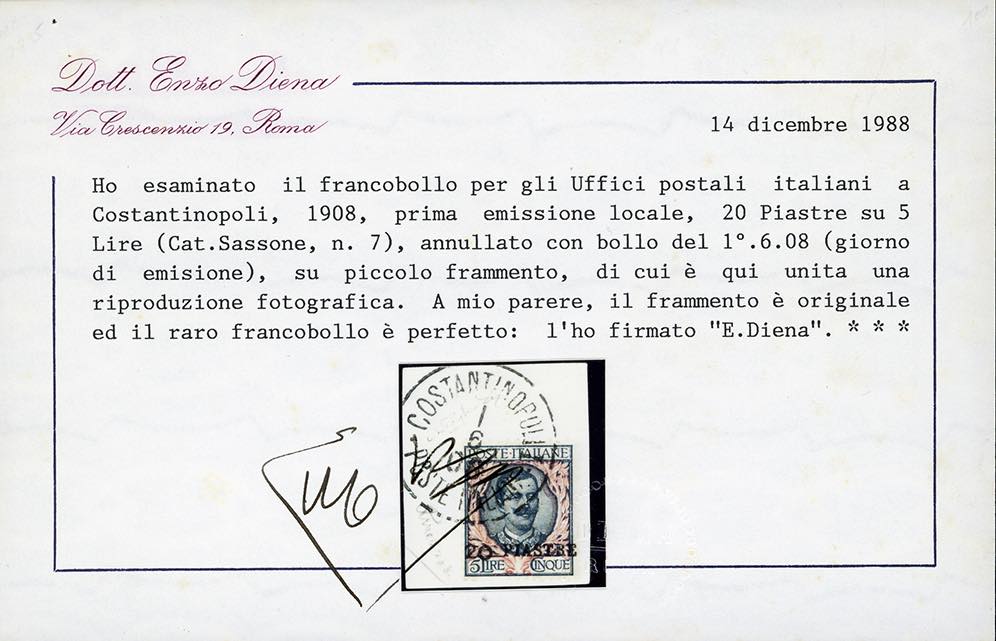 Dott. Enzo Diena
Via Crescenzio 19, Roma
14 dicembre 1988
Ho esaminato il francobollo per gli Uffici postali italiani a
Costantinopoli, 1908, prima emissione locale, 20 Piastre su 5
Lire (Cat.Sassone, n. 7), annullato con bollo del 1°.6.08 (giorno
di emisione), su piccolo frammento, di cui è qui unita una
riproduzione fotografica. A mio parere, il frammento è originale
ed il raro francobollo è perfetto: l'ho firmato "E.Diena". * * *
COSTANTINOPOLI
POSTE ITALIANE
20 PIASTRE
5 LIRE CINQUE